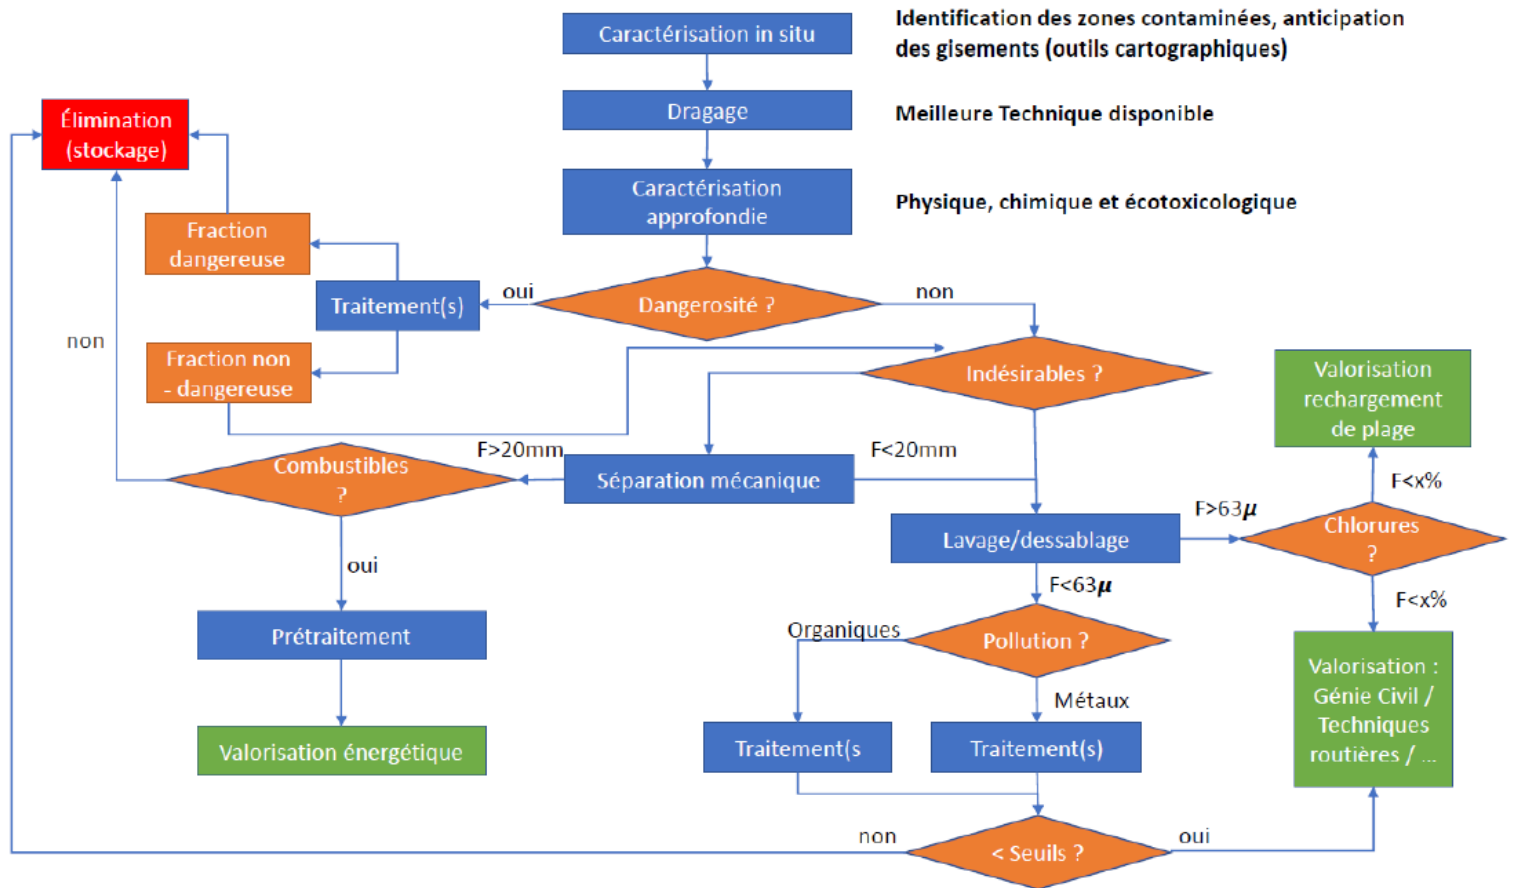 Caractérisation in situ
Identification des zones contaminées, anticipation
des gisements (outils cartographiques)
Dragage
Meilleure Technique disponible
Élimination
(stockage)
Caractérisation
approfondie
Physique, chimique et écotoxicologique
Fraction
dangereuse
oui
Dangerosité ?
non
Traitement(s)
non
Fraction non
- dangereuse
Indésirables ?
Valorisation
rechargement
de plage
F>20mm
F<20mm
Combustibles
?
Séparation mécanique
F<x%
F>63μ
Chlorures
?
Lavage/dessablage
oui
F<63μ
F<x%
Prétraitement
Organiques
Pollution ?
Valorisation :
Génie Civil /
Techniques
routières / ...
Métaux
Valorisation énergétique
Traitement(s
Traitement(s)
non
< Seuils ?
oui